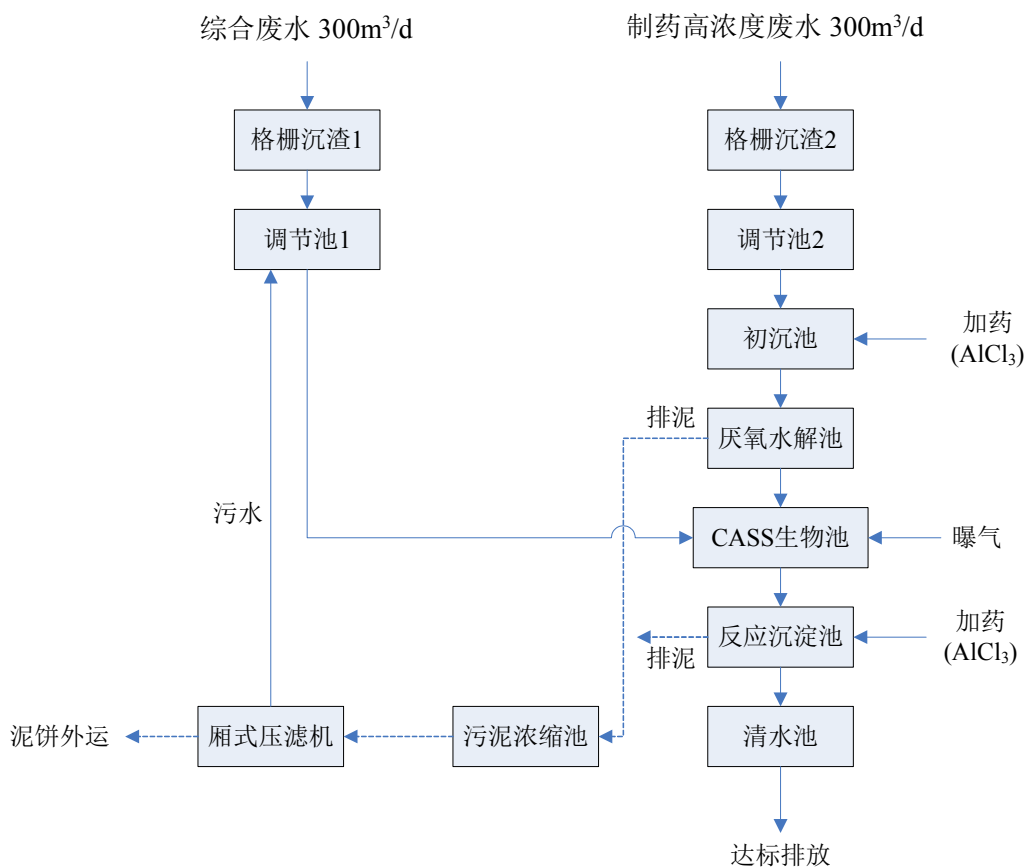 综合废水 300m³/d
制药高浓度废水 300m³/d
格栅沉渣1
格栅沉渣2
调节池1
调节池2
初沉池
加药
(AlCl₃)
排泥
厌氧水解池
污水
CASS生物池
曝气
反应沉淀池
加药
(AlCl₃)
排泥
泥饼外运
厢式压滤机
污泥浓缩池
清水池
达标排放